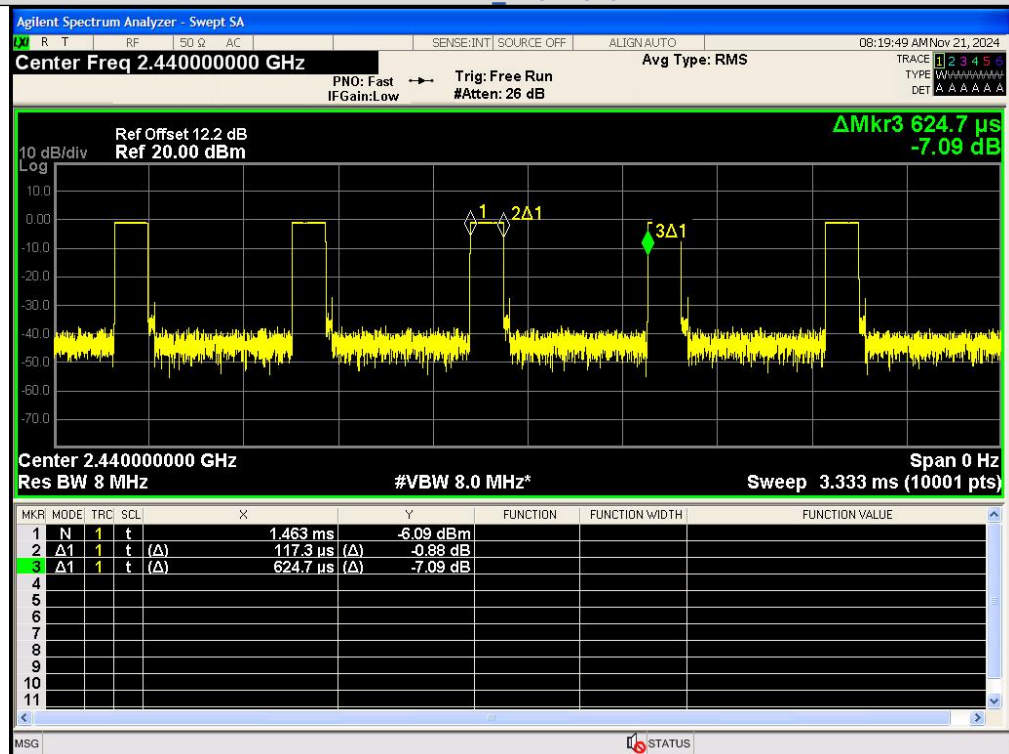 Agilent Spectrum Analyzer - Swept SA
LXI R T RF 50 Ω AC SENSE:INT SOURCE OFF ALIGN AUTO 08:19:49 AM Nov 21, 2024
Center Freq 2.440000000 GHz Avg Type: RMS TRACE 1 2 3 4 5 6
PNO: Fast Trig: Free Run TYPE WWWWWW
IFGain:Low #Atten: 26 dB DET A A A A A A
ΔMkr3 624.7 µs
-7.09 dB
Ref Offset 12.2 dB
10 dB/div Ref 20.00 dBm
Log
10.0
0.00
-10.0
-20.0
-30.0
-40.0
-50.0
-60.0
-70.0
1 2Δ1
3Δ1
Center 2.440000000 GHz Span 0 Hz
Res BW 8 MHz #VBW 8.0 MHz* Sweep 3.333 ms (10001 pts)
MKR MODE TRC SCL X Y FUNCTION FUNCTION WIDTH FUNCTION VALUE
1 N 1 t 1.463 ms -6.09 dBm
2 Δ1 1 t (Δ) 117.3 µs (Δ) -0.88 dB
3 Δ1 1 t (Δ) 624.7 µs (Δ) -7.09 dB
4
5
6
7
8
9
10
11
MSG STATUS